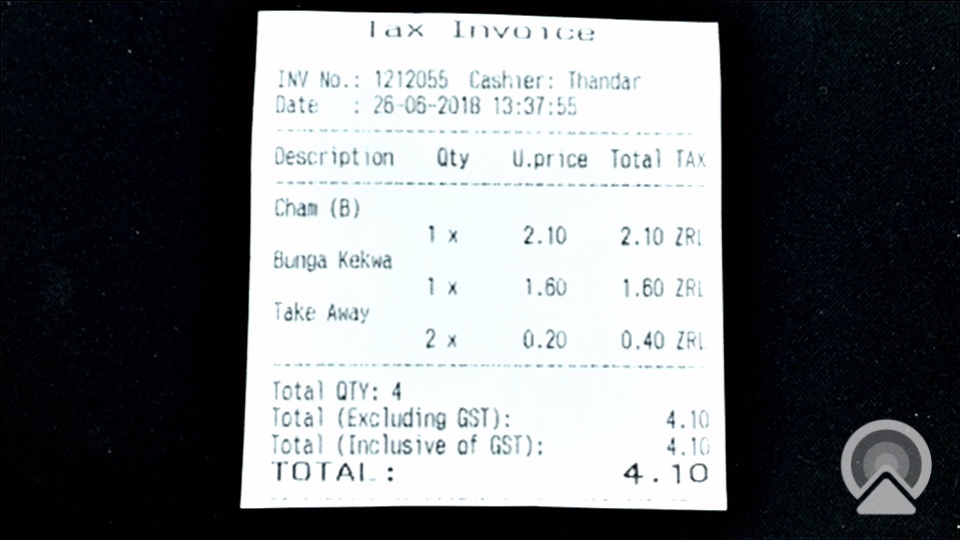 Tax Invoice
INV No.: 1212055 Cashier: Thandar
Date : 26-06-2018 13:37:55
Description Qty U.price Total TAX
Cham (B)
1 x 2.10 2.10 ZRL
Bunga Kekwa
1 x 1.60 1.60 ZRL
Take Away
2 x 0.20 0.40 ZRL
Total QTY: 4
Total (Excluding GST): 4.10
Total (Inclusive of GST): 4.10
TOTAL: 4.10